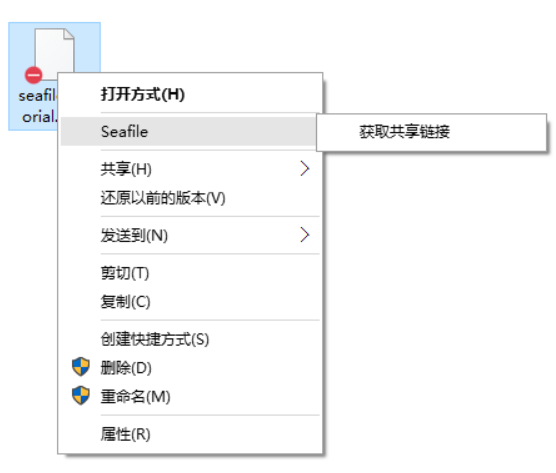 seafil
orial.
打开方式(H)
Seafile
获取共享链接
共享(H)
还原以前的版本(V)
发送到(N)
剪切(T)
复制(C)
创建快捷方式(S)
删除(D)
重命名(M)
属性(R)